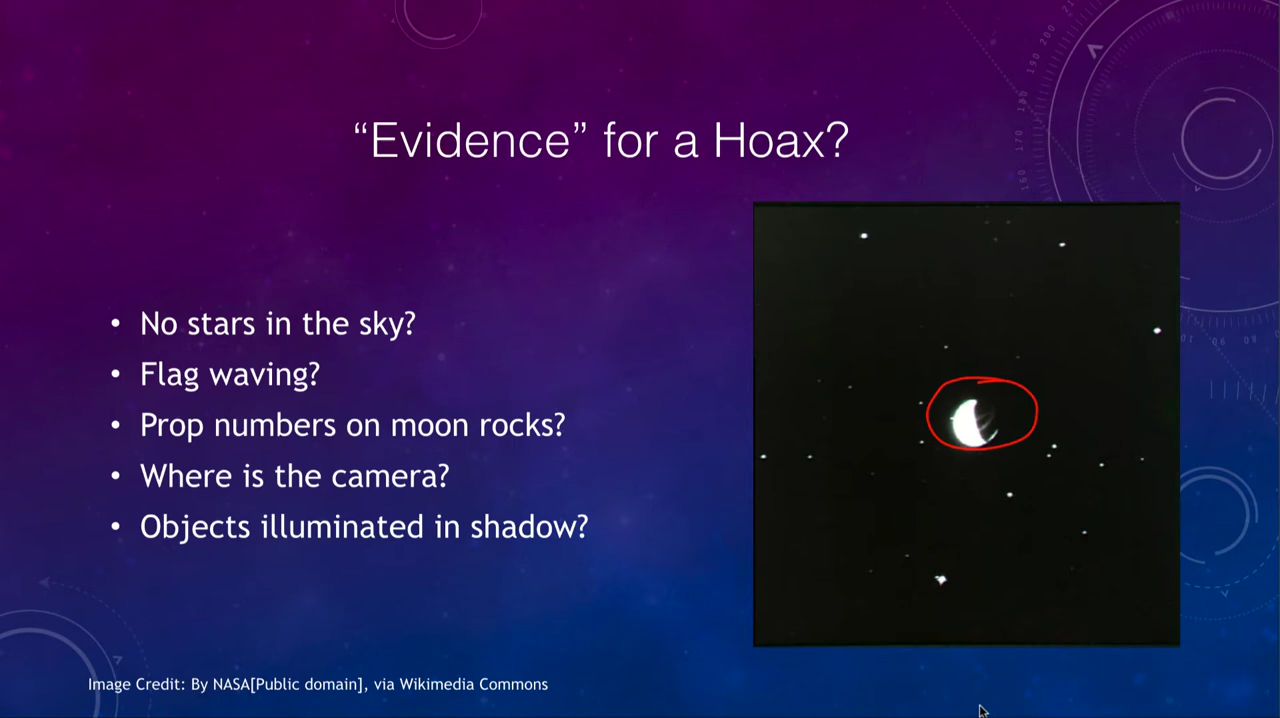 “Evidence” for a Hoax?
• No stars in the sky?
• Flag waving?
• Prop numbers on moon rocks?
• Where is the camera?
• Objects illuminated in shadow?
Image Credit: By NASA[Public domain], via Wikimedia Commons